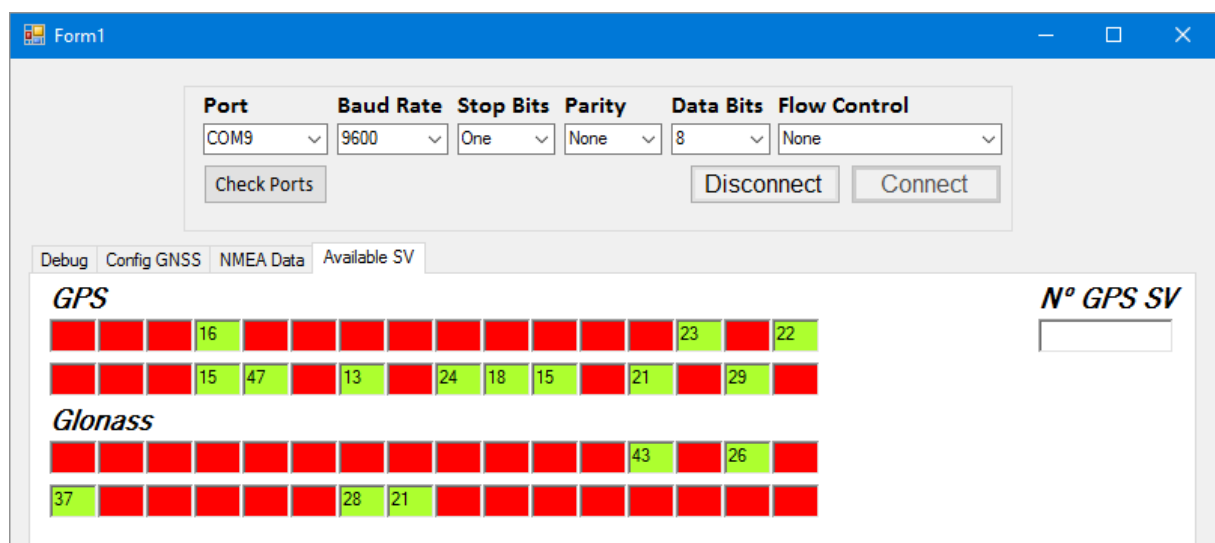 Form1
Port Baud Rate Stop Bits Parity Data Bits Flow Control
COM9 9600 One None 8 None
Check Ports Disconnect Connect
Debug Config GNSS NMEA Data Available SV
GPS Nº GPS SV
16 23 22
15 47 13 24 18 15 21 29
Glonass
43 26
37 28 21